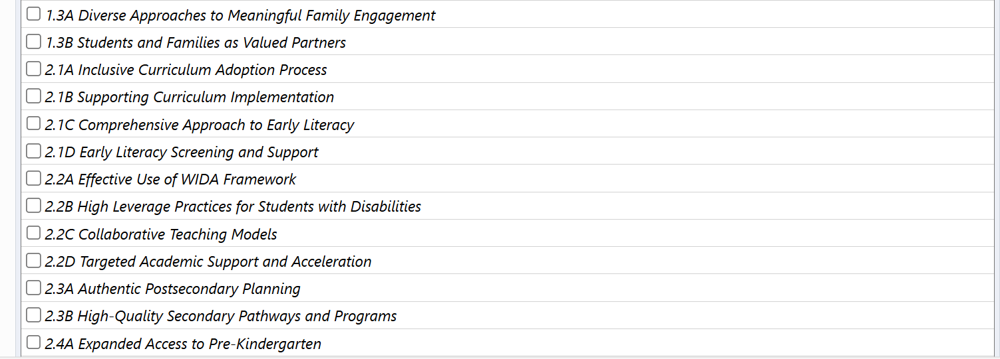 1.3A Diverse Approaches to Meaningful Family Engagement
1.3B Students and Families as Valued Partners
2.1A Inclusive Curriculum Adoption Process
2.1B Supporting Curriculum Implementation
2.1C Comprehensive Approach to Early Literacy
2.1D Early Literacy Screening and Support
2.2A Effective Use of WIDA Framework
2.2B High Leverage Practices for Students with Disabilities
2.2C Collaborative Teaching Models
2.2D Targeted Academic Support and Acceleration
2.3A Authentic Postsecondary Planning
2.3B High-Quality Secondary Pathways and Programs
2.4A Expanded Access to Pre-Kindergarten